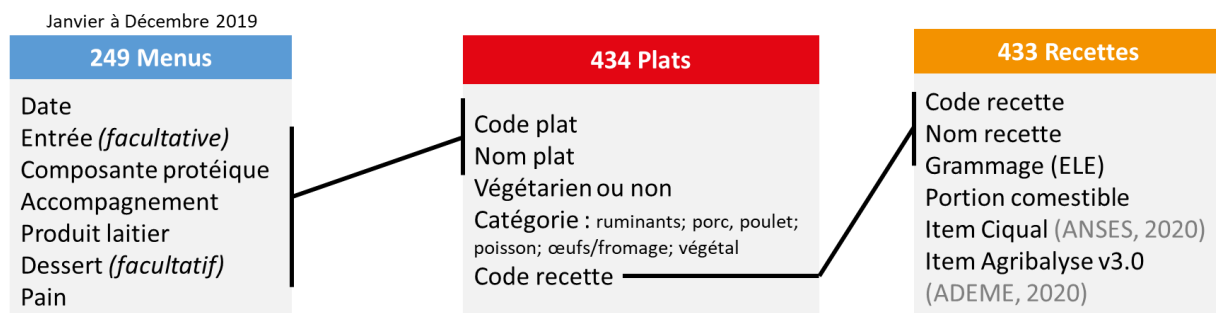 Janvier à Décembre 2019
249 Menus
Date
Entrée (facultative)
Composante protéique
Accompagnement
Produit laitier
Dessert (facultatif)
Pain
434 Plats
Code plat
Nom plat
Végétarien ou non
Catégorie : ruminants; porc, poulet;
poisson; œufs/fromage; végétal
Code recette
433 Recettes
Code recette
Nom recette
Grammage (ELE)
Portion comestible
Item Ciqual (ANSES, 2020)
Item Agribalyse v3.0
(ADEME, 2020)